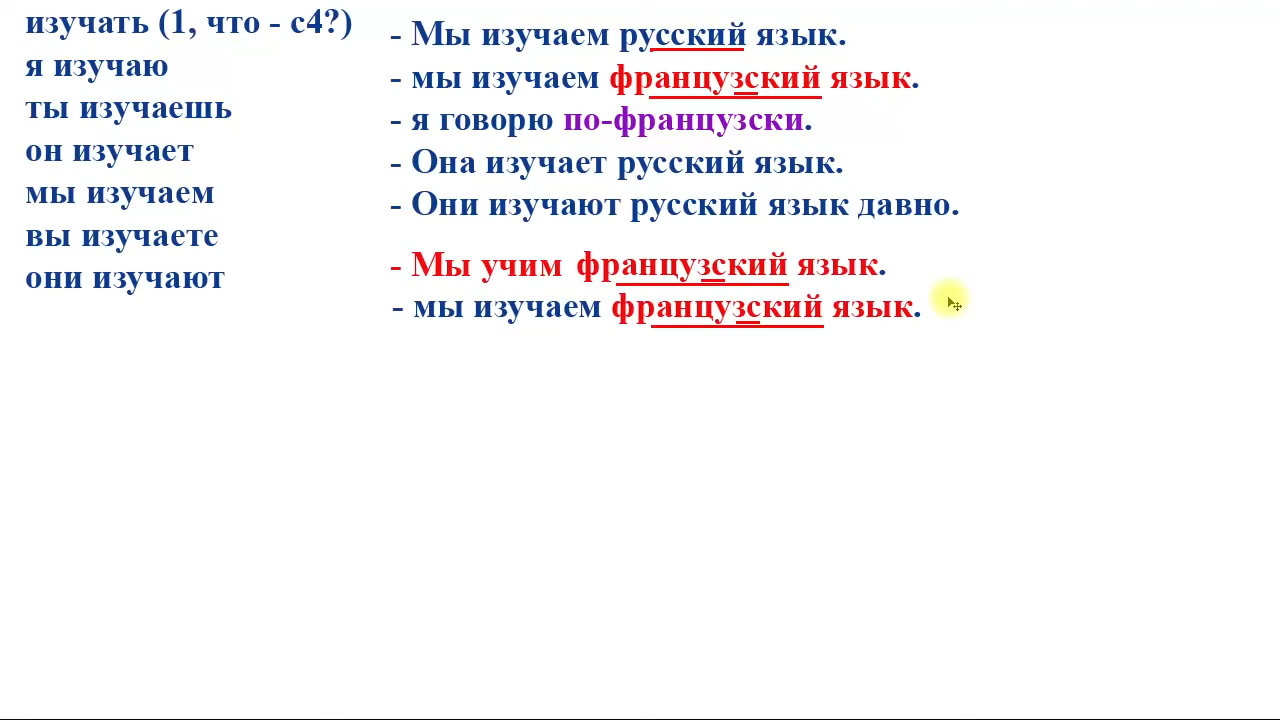 изучать (1, что - с4?)
я изучаю
ты изучаешь
он изучает
мы изучаем
вы изучаете
они изучают
- Мы изучаем русский язык.
- мы изучаем французский язык.
- я говорю по-французски.
- Она изучает русский язык.
- Они изучают русский язык давно.
- Мы учим французский язык.
- мы изучаем французский язык.